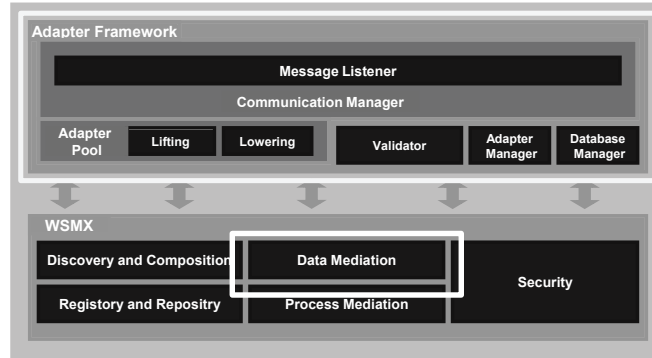 Adapter Framework
Message Listener
Communication Manager
Adapter
Pool
Lifting
Lowering
Validator
Adapter
Manager
Database
Manager
WSMX
Discovery and Composition
Data Mediation
Security
Registory and Repositry
Process Mediation